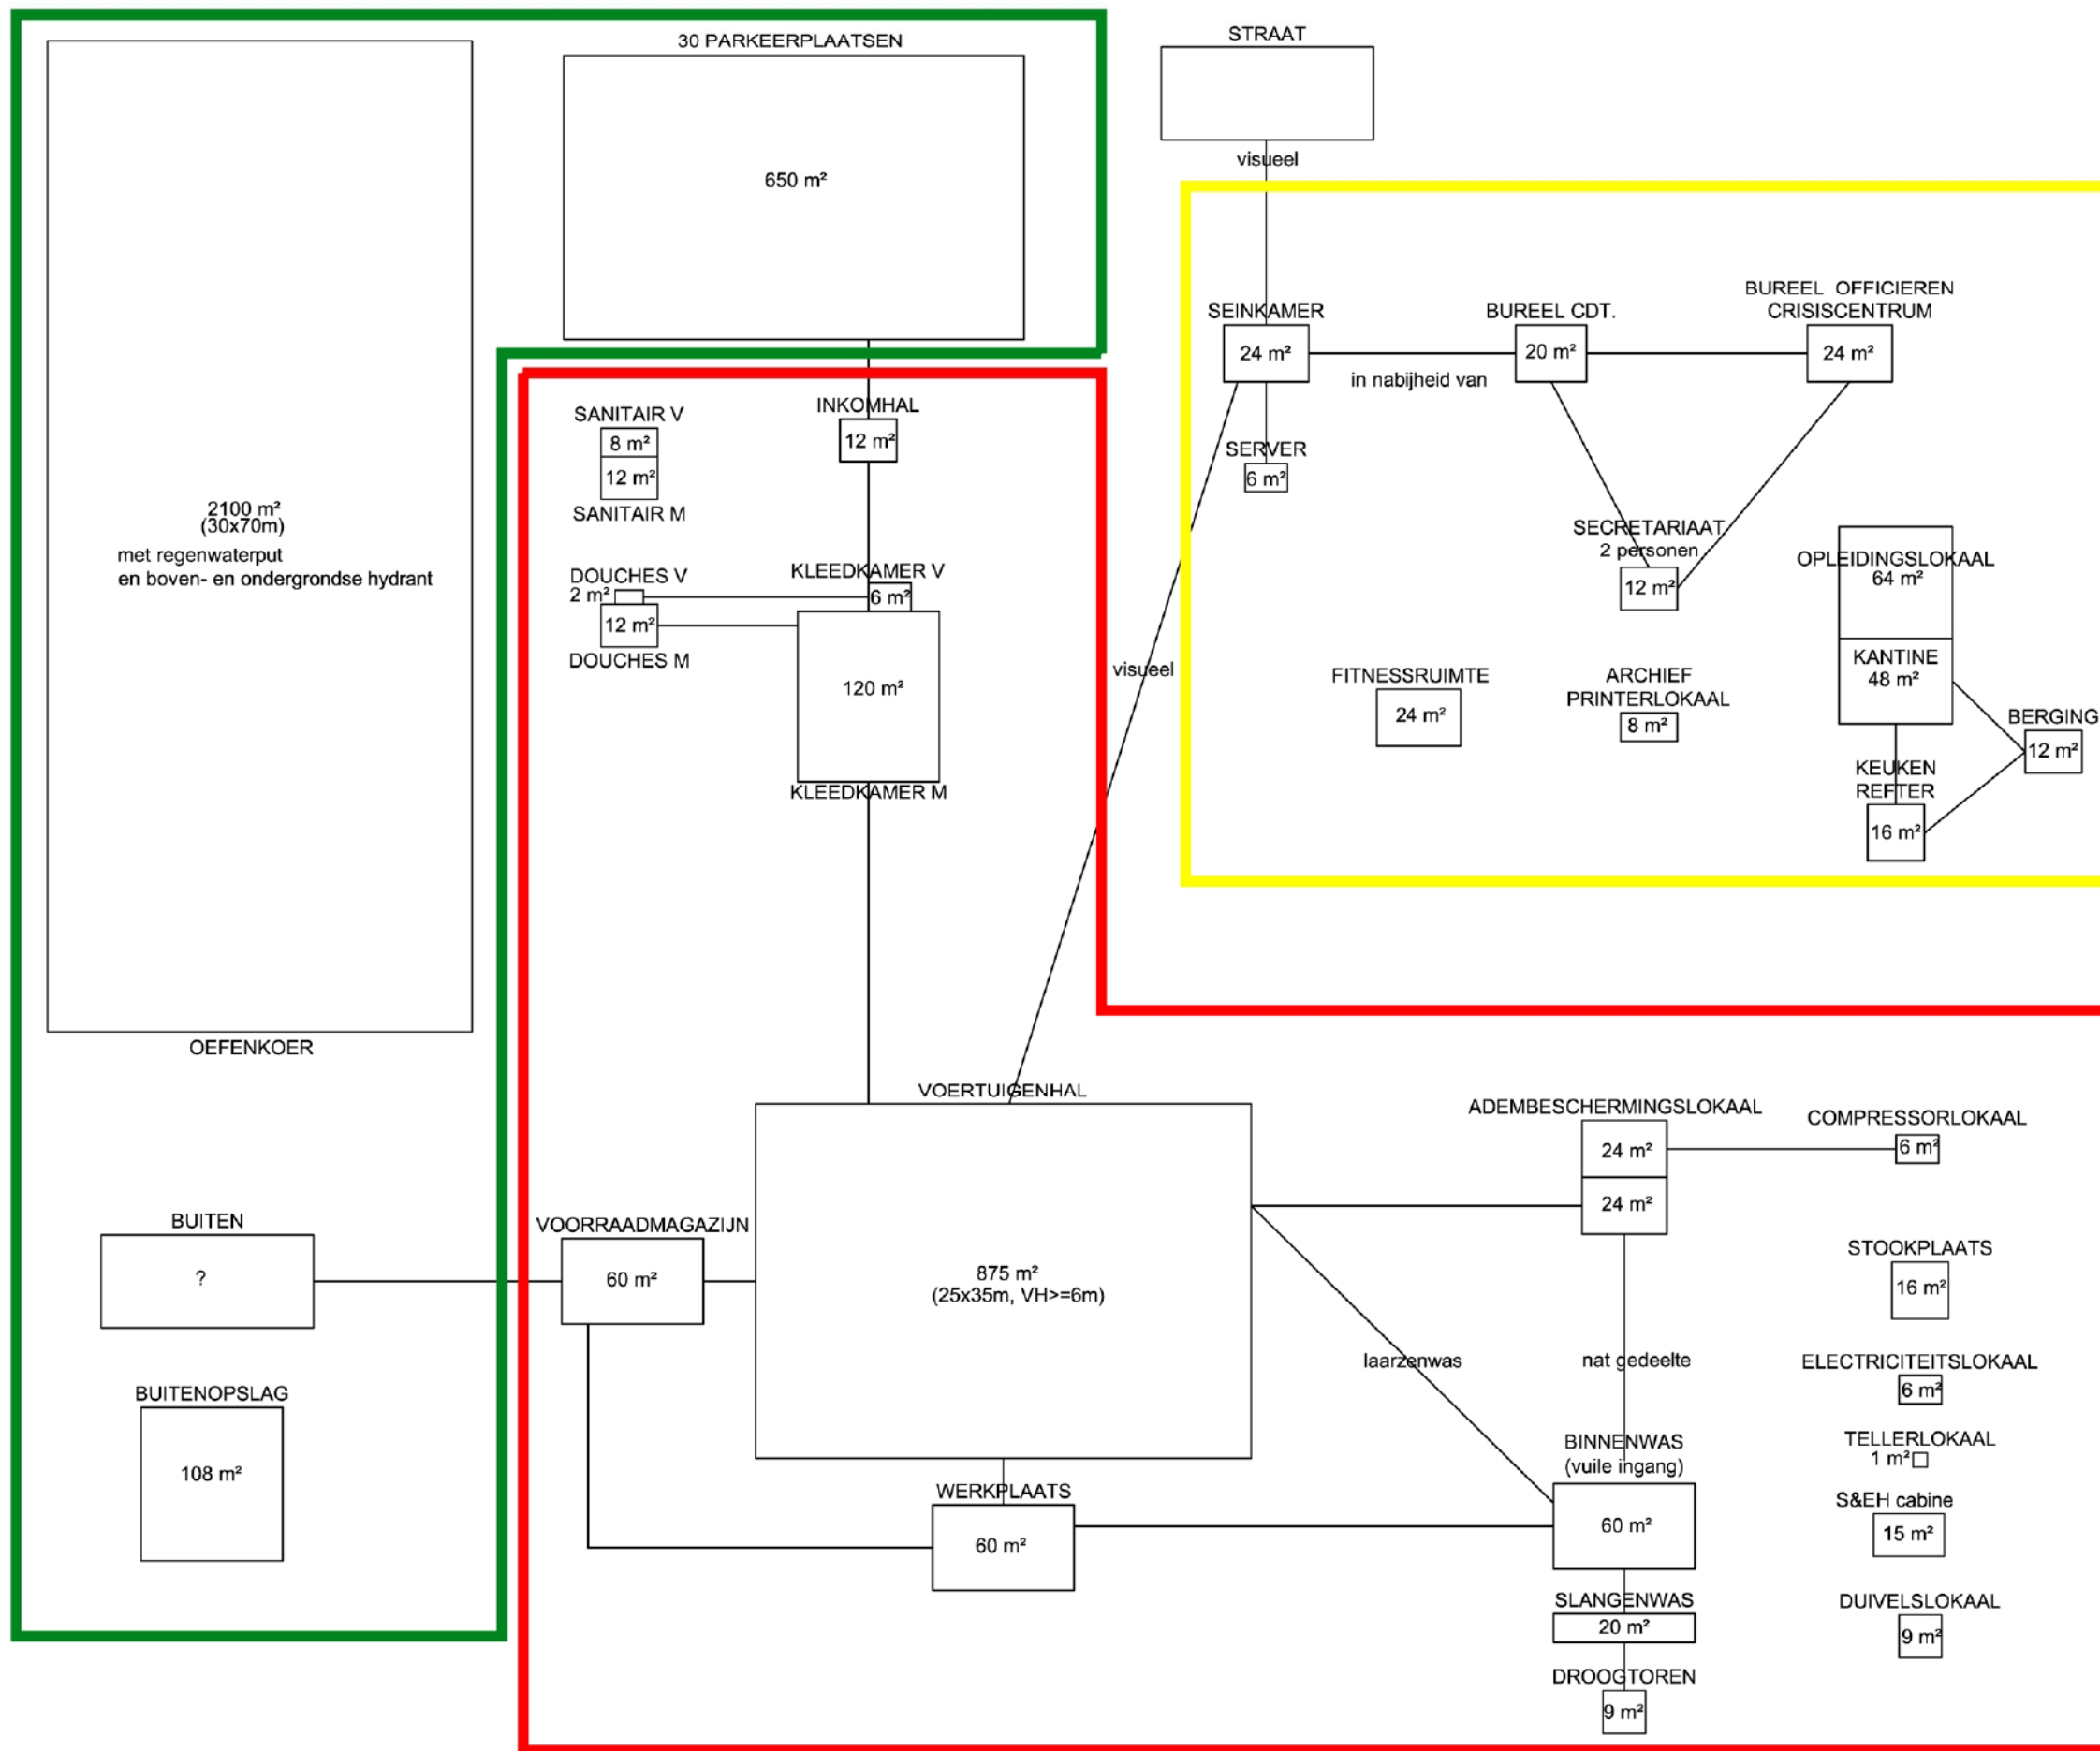 30 PARKEERPLAATSEN
650 m²
STRAAT
visueel
2100 m²
(30x70m)
met regenwaterput
en boven- en ondergrondse hydrant
OEFENKOER
BUITEN
?
BUITENOPSLAG
108 m²
SANITAIR V
8 m²
12 m²
SANITAIR M
INKOMHAL
12 m²
DOUCHES V
2 m²
12 m²
DOUCHES M
KLEEDKAMER V
6 m²
120 m²
KLEEDKAMER M
visueel
SEINKAMER
24 m²
in nabijheid van
BUREEL CDT.
20 m²
BUREEL OFFICIEREN
CRISISCENTRUM
24 m²
SERVER
6 m²
SECRETARIAAT
2 personen
12 m²
OPLEIDINGSLOKAAL
64 m²
KANTINE
48 m²
FITNESSRUIMTE
24 m²
ARCHIEF
PRINTERLOKAAL
8 m²
BERGING
12 m²
KEUKEN
REFTER
16 m²
VOERTUIGENHAL
875 m²
(25x35m, VH>=6m)
VOORRAADMAGAZIJN
60 m²
WERKPLAATS
60 m²
ADEMBESCHERMINGSLOKAAL
24 m²
24 m²
COMPRESSORLOKAAL
6 m²
laarzenwas
nat gedeelte
STOOKPLAATS
16 m²
ELECTRICITEITSLOKAAL
6 m²
BINNENWAS
(vuile ingang)
60 m²
TELLERLOKAAL
1 m²
S&EH cabine
15 m²
SLANGENWAS
20 m²
DUIVELSLOKAAL
9 m²
DROOGTOREN
9 m²